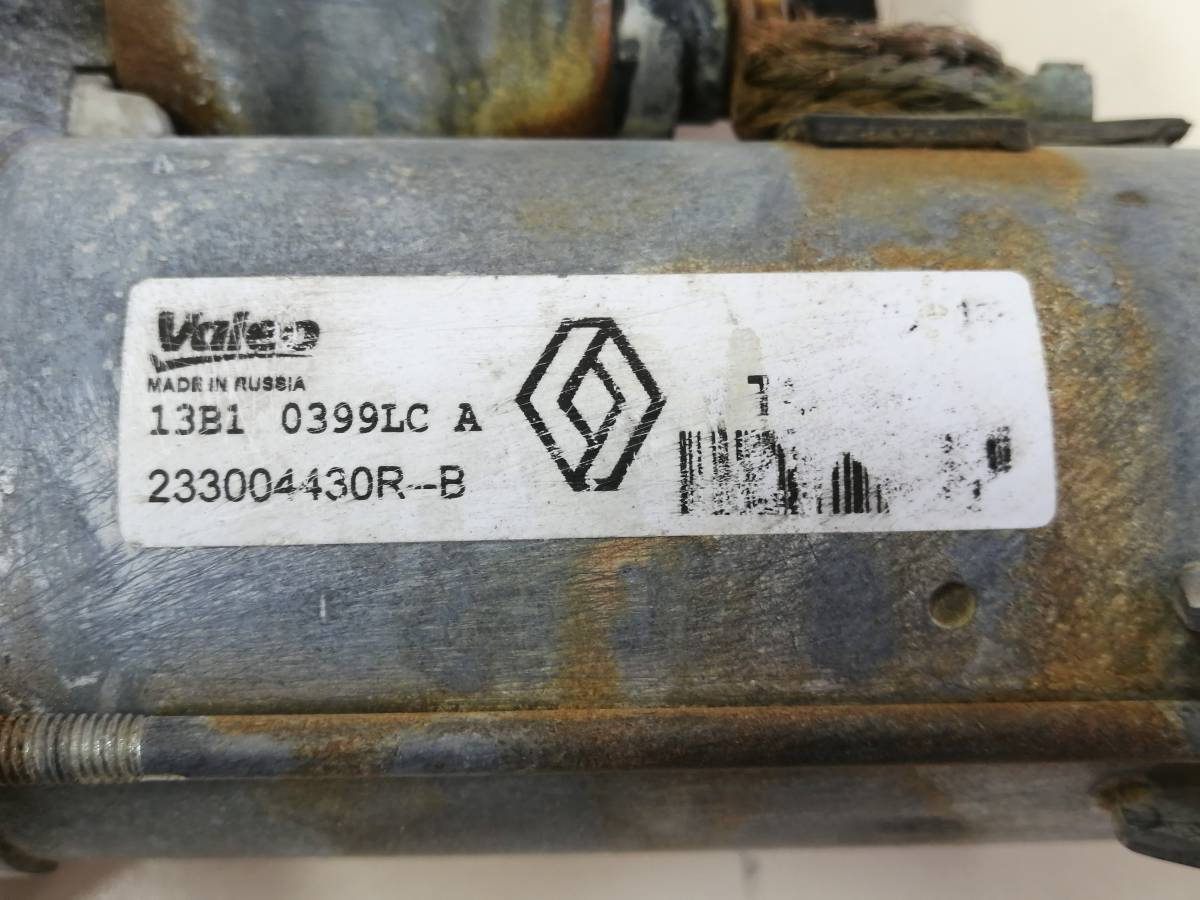 Valeo
MADE IN RUSSIA
13B1 0399LC A
233004430R--B